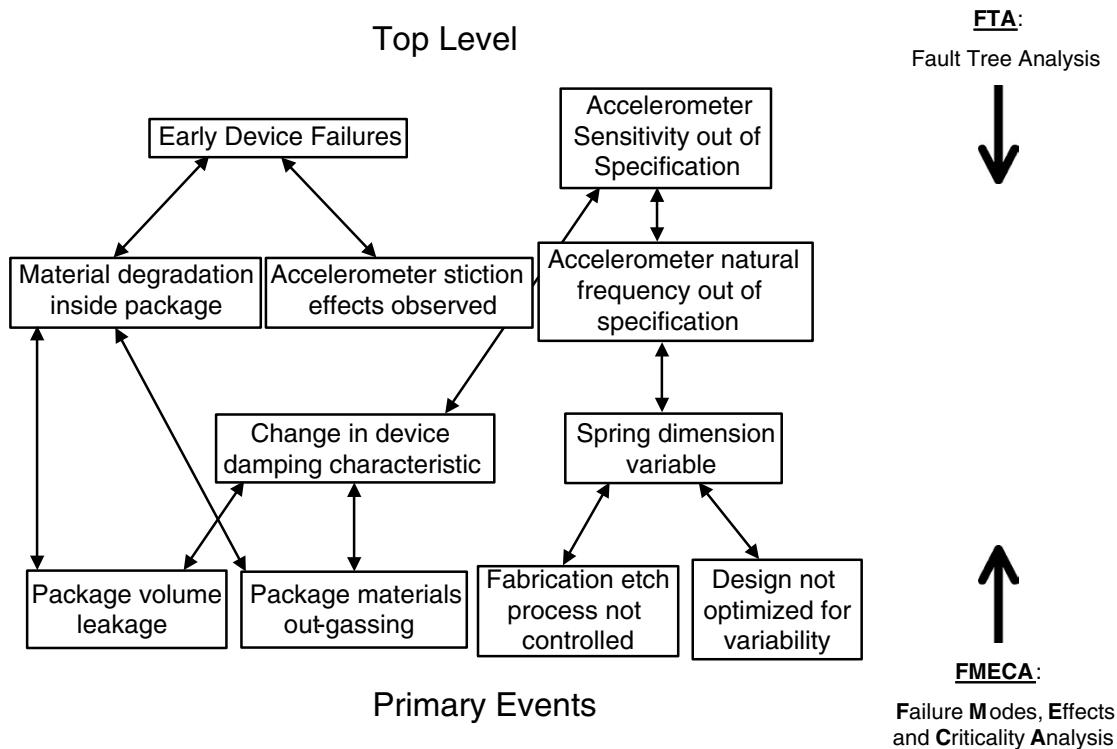 Top Level
FTA:
Fault Tree Analysis
Early Device Failures
Accelerometer
Sensitivity out of
Specification
Material degradation
inside package
Accelerometer stiction
effects observed
Accelerometer natural
frequency out of
specification
Change in device
damping characteristic
Spring dimension
variable
Package volume
leakage
Package materials
out-gassing
Fabrication etch
process not
controlled
Design not
optimized for
variability
Primary Events
FMECA:
Failure Modes, Effects
and Criticality Analysis